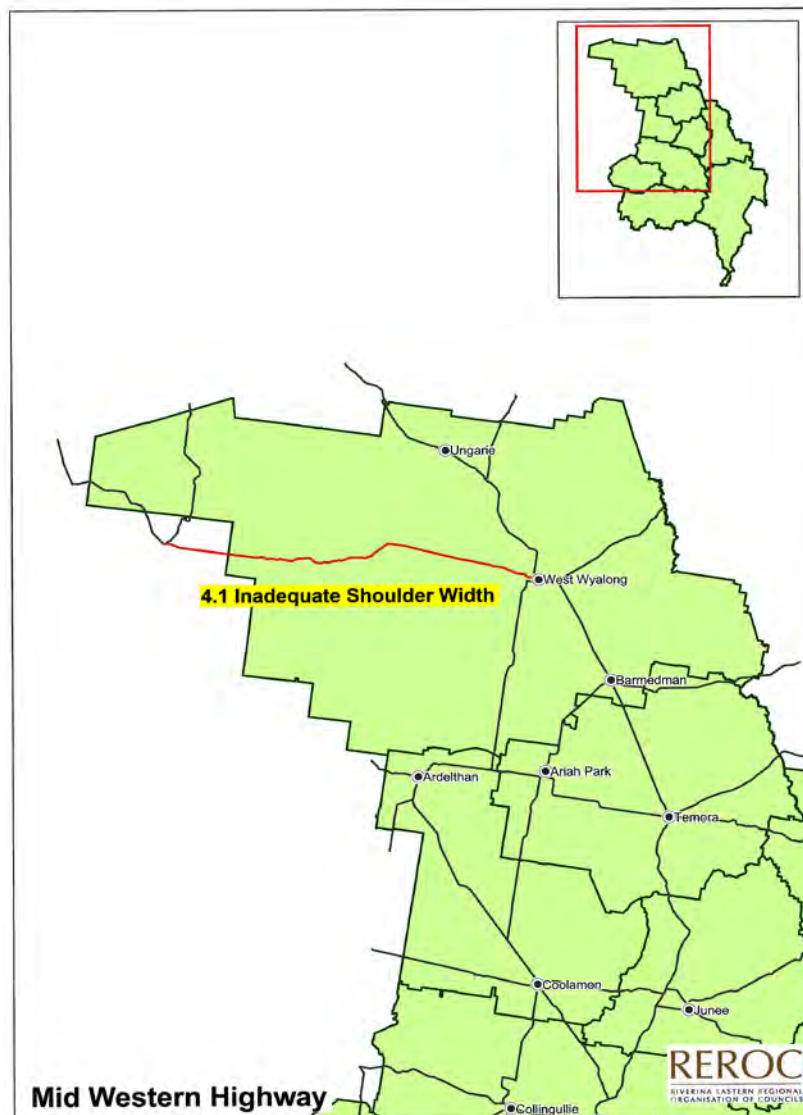 Ungarie
West Wyalong
4.1 Inadequate Shoulder Width
Barmedman
Ardelthan
Ariah Park
Temora
Coolamon
Junee
Collingullie
Mid Western Highway
REROC
RIVERINA EASTERN REGIONAL
ORGANISATION OF COUNCILS